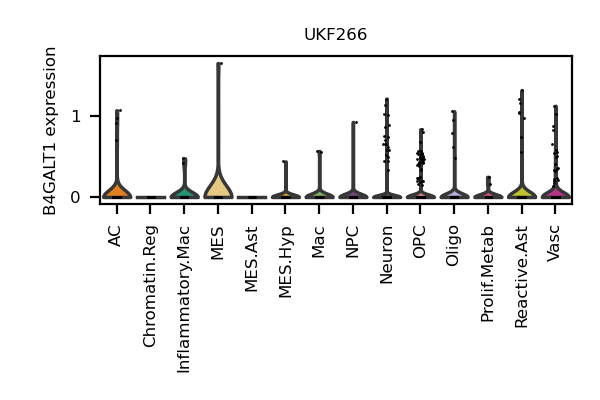 UKF266
B4GALT1 expression
1
0
AC
Chromatin.Reg
Inflammatory.Mac
MES
MES.Ast
MES.Hyp
Mac
NPC
Neuron
OPC
Oligo
Prolif.Metab
Reactive.Ast
Vasc